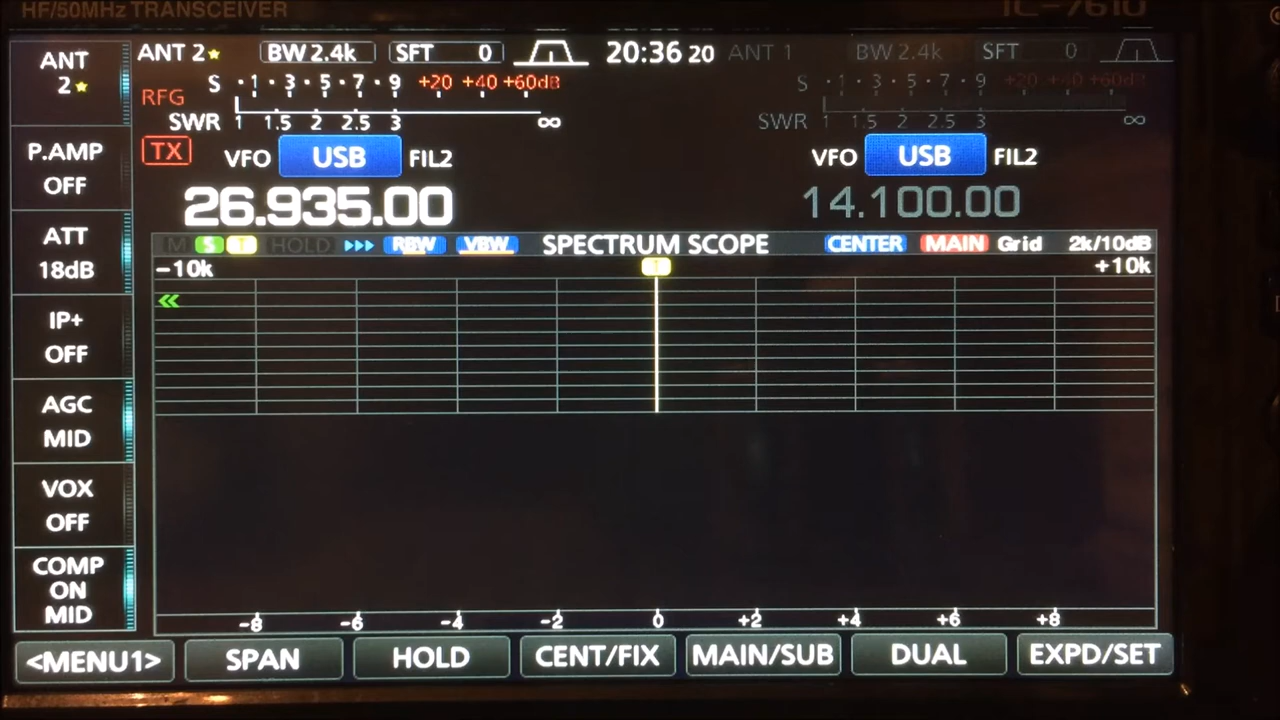 HF/50MHz TRANSCEIVER IC-7610
ANT 2 ANT 2 BW 2.4k SFT 0 20:36 20 ANT 1 BW 2.4k SFT 0
S 1 3 5 7 9 +20 +40 +60dB S 1 3 5 7 9 +20 +40 +60dB
RFG
SWR 1 1.5 2 2.5 3 ∞ SWR 1 1.5 2 2.5 3 ∞
TX VFO USB FIL2 VFO USB FIL2
26.935.00 14.100.00
P.AMP OFF
ATT 18dB
IP+ OFF
AGC MID
VOX OFF
COMP ON MID
M S T HOLD RBW VBW SPECTRUM SCOPE CENTER MAIN Grid 2k/10dB
-10k T +10k
-8 -6 -4 -2 0 +2 +4 +6 +8
<MENU1> SPAN HOLD CENT/FIX MAIN/SUB DUAL EXPD/SET